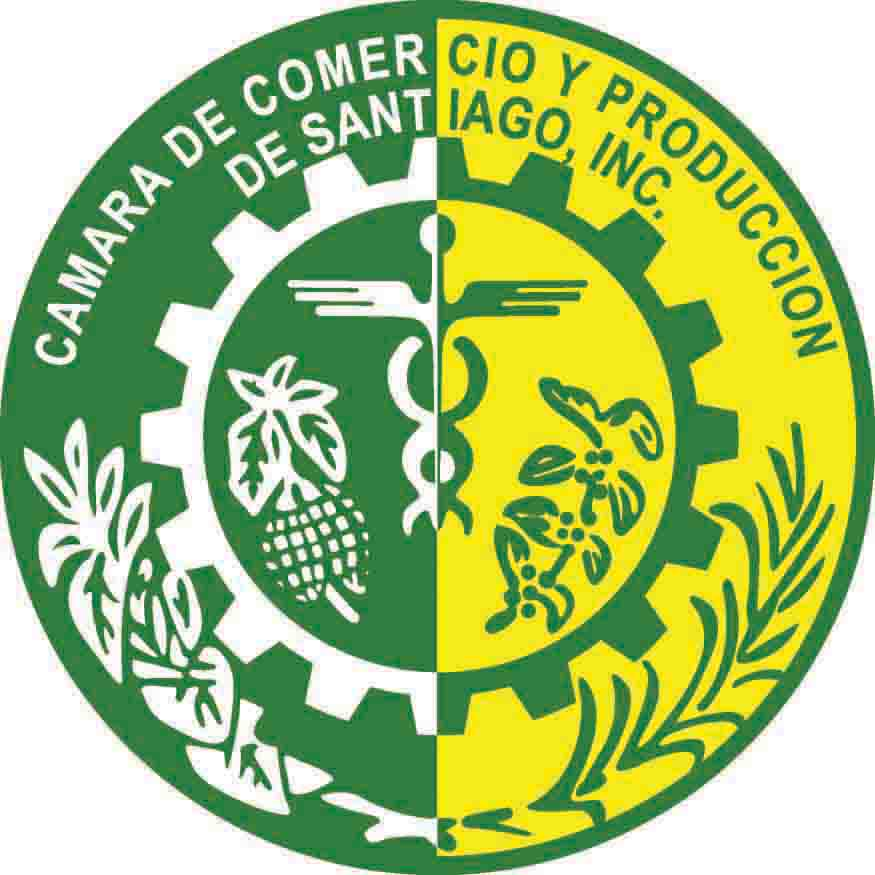 CAMARA DE COMERCIO Y PRODUCCION
DE SANTIAGO, INC.